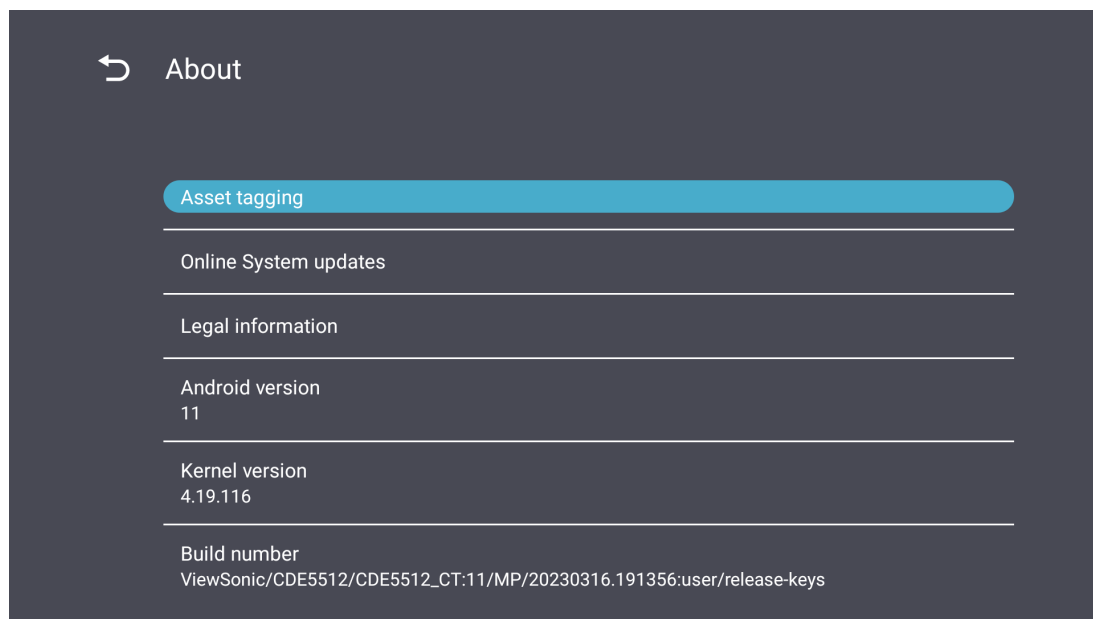 About
Asset tagging
Online System updates
Legal information
Android version
11
Kernel version
4.19.116
Build number
ViewSonic/CDE5512/CDE5512_CT:11/MP/20230316.191356:user/release-keys